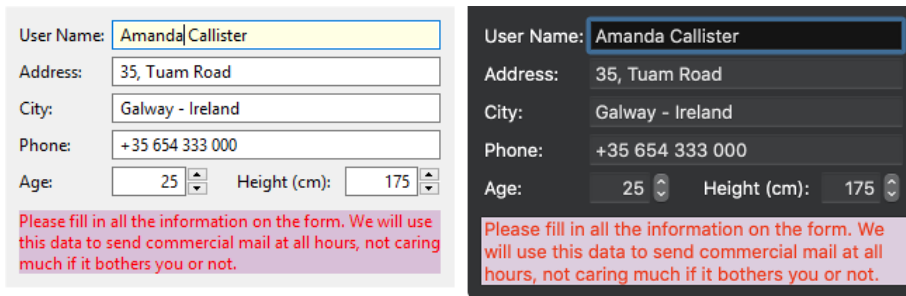 User Name: Amanda Callister
Address: 35, Tuam Road
City: Galway - Ireland
Phone: +35 654 333 000
Age: 25 Height (cm): 175
Please fill in all the information on the form. We will use
this data to send commercial mail at all hours, not caring
much if it bothers you or not.
User Name: Amanda Callister
Address: 35, Tuam Road
City: Galway - Ireland
Phone: +35 654 333 000
Age: 25 Height (cm): 175
Please fill in all the information on the form. We
will use this data to send commercial mail at all
hours, not caring much if it bothers you or not.